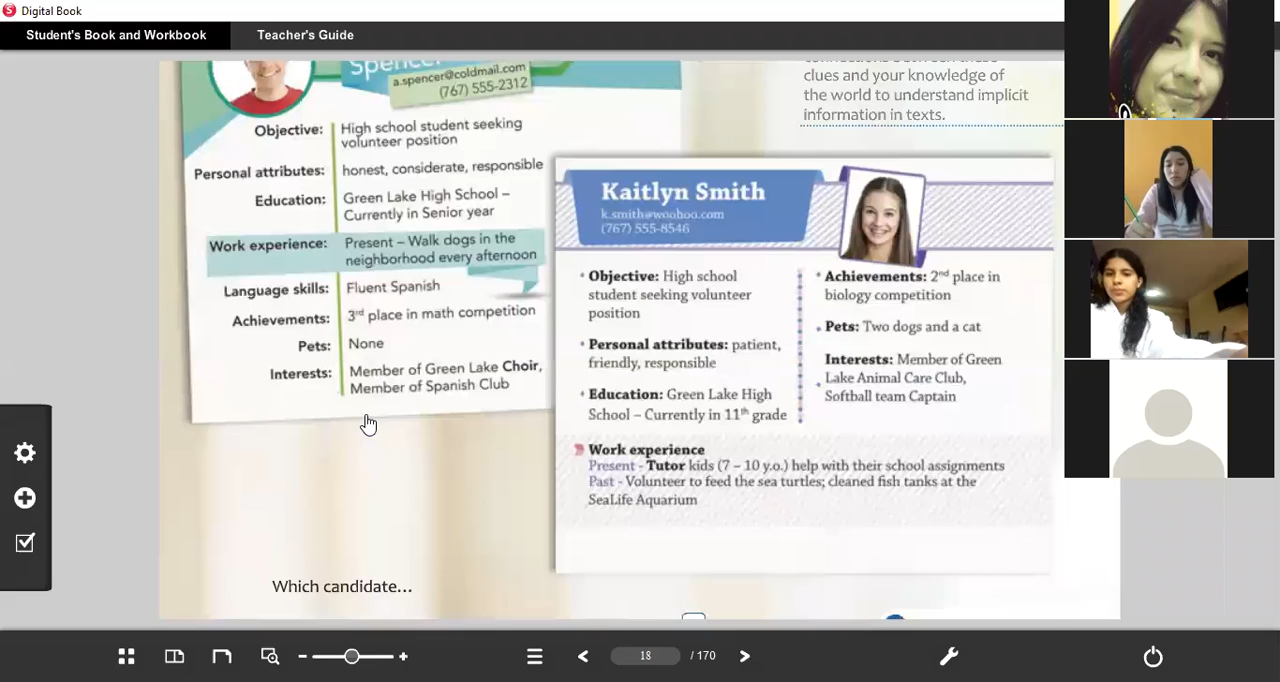 Digital Book
Student's Book and Workbook
Teacher's Guide
clues and your knowledge of
the world to understand implicit
information in texts.
Spencer
a.spencer@coldmail.com
(767) 555-2312
Objective: High school student seeking
volunteer position
Personal attributes: honest, considerate, responsible
Education: Green Lake High School –
Currently in Senior year
Work experience: Present – Walk dogs in the
neighborhood every afternoon
Language skills: Fluent Spanish
Achievements: 3rd place in math competition
Pets: None
Interests: Member of Green Lake Choir,
Member of Spanish Club
Kaitlyn Smith
k.smith@woohoo.com
(767) 555-8546
• Objective: High school
student seeking volunteer
position
• Personal attributes: patient,
friendly, responsible
• Education: Green Lake High
School – Currently in 11th grade
• Achievements: 2nd place in
biology competition
• Pets: Two dogs and a cat
• Interests: Member of Green
Lake Animal Care Club,
Softball team Captain
Work experience
Present - Tutor kids (7 – 10 y.o.) help with their school assignments
Past - Volunteer to feed the sea turtles; cleaned fish tanks at the
SeaLife Aquarium
Which candidate...
18 / 170